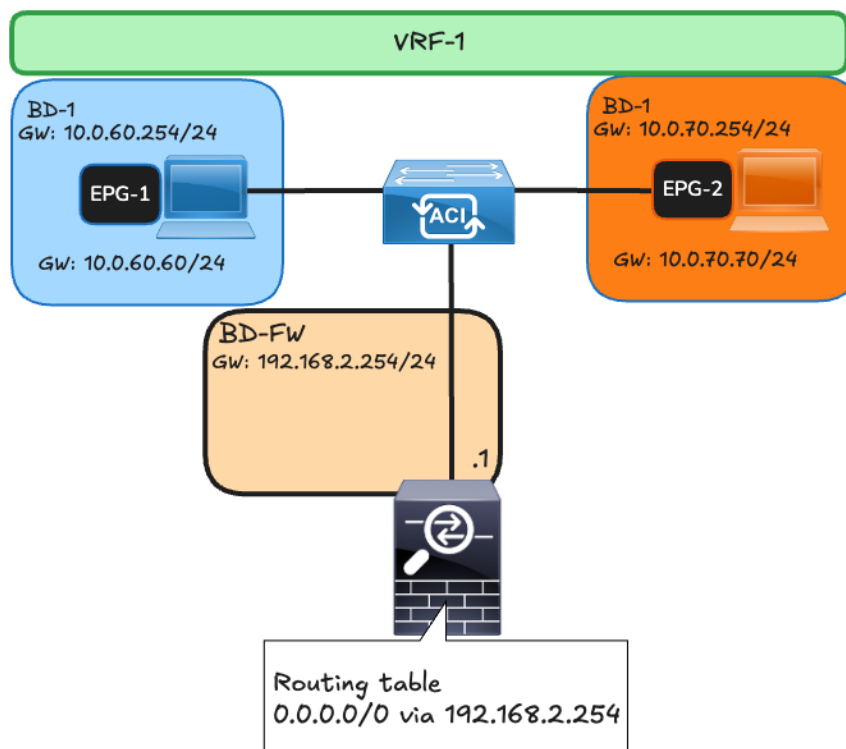 VRF-1
BD-1
GW: 10.0.60.254/24
EPG-1
GW: 10.0.60.60/24
ACI
BD-1
GW: 10.0.70.254/24
EPG-2
GW: 10.0.70.70/24
BD-FW
GW: 192.168.2.254/24
.1
Routing table
0.0.0.0/0 via 192.168.2.254